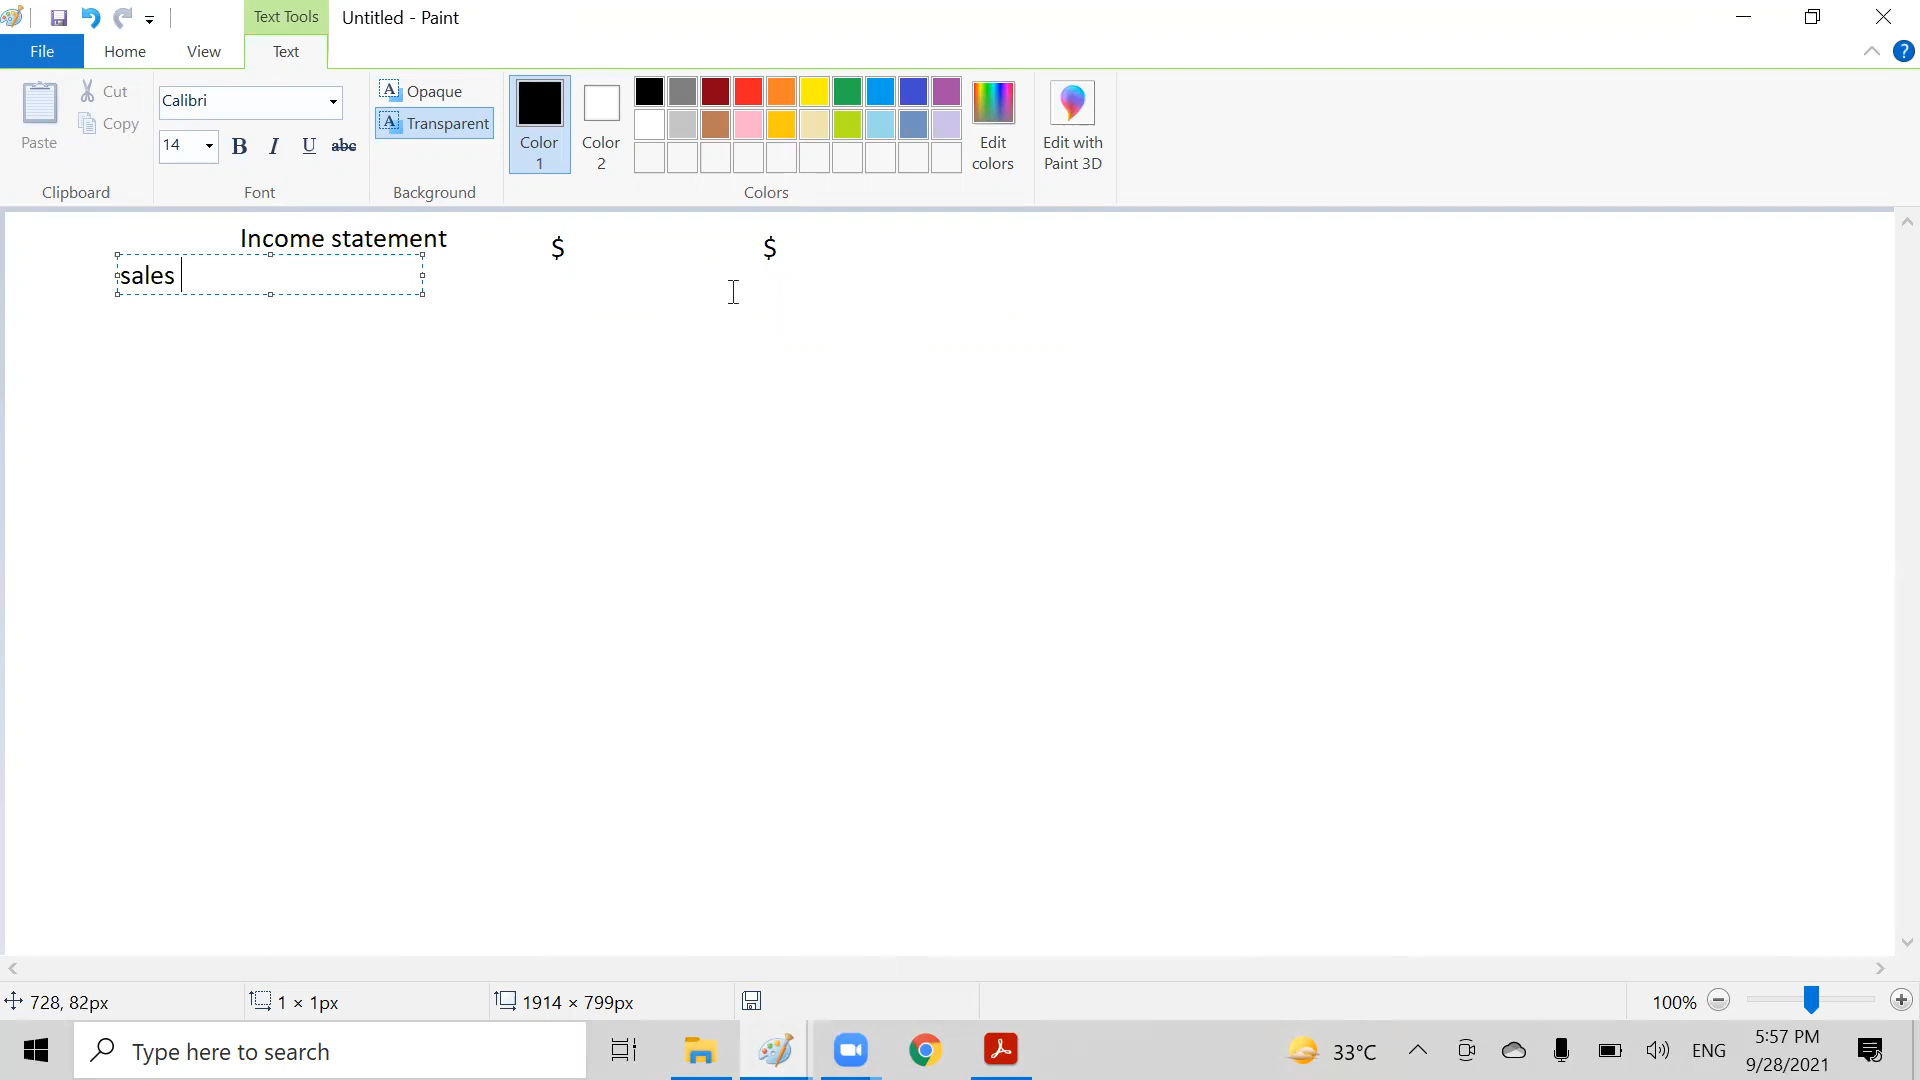 Text Tools
Untitled - Paint
File
Home
View
Text
Paste
Cut
Copy
Clipboard
Calibri
14
B I U abc
Font
A Opaque
A Transparent
Background
Color 1
Color 2
Colors
Edit colors
Edit with Paint 3D
Income statement $ $
sales
728, 82px
1 × 1px
1914 × 799px
100%
Type here to search
33°C
ENG
5:57 PM
9/28/2021